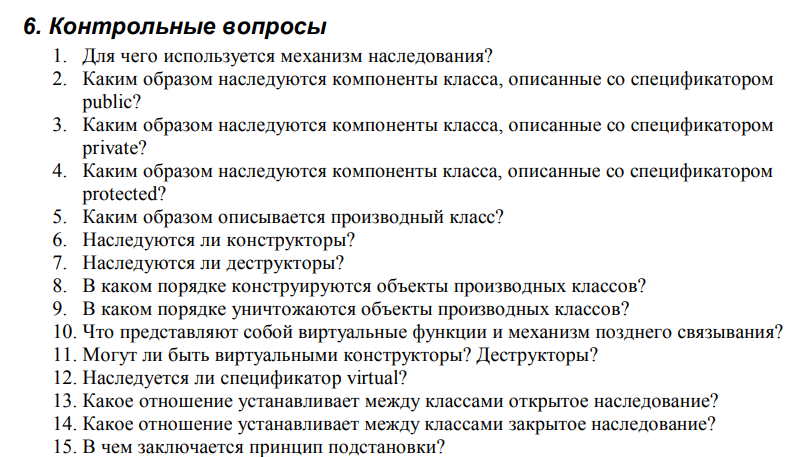 6. Контрольные вопросы
1. Для чего используется механизм наследования?
2. Каким образом наследуются компоненты класса, описанные со спецификатором
public?
3. Каким образом наследуются компоненты класса, описанные со спецификатором
private?
4. Каким образом наследуются компоненты класса, описанные со спецификатором
protected?
5. Каким образом описывается производный класс?
6. Наследуются ли конструкторы?
7. Наследуются ли деструкторы?
8. В каком порядке конструируются объекты производных классов?
9. В каком порядке уничтожаются объекты производных классов?
10. Что представляют собой виртуальные функции и механизм позднего связывания?
11. Могут ли быть виртуальными конструкторы? Деструкторы?
12. Наследуется ли спецификатор virtual?
13. Какое отношение устанавливает между классами открытое наследование?
14. Какое отношение устанавливает между классами закрытое наследование?
15. В чем заключается принцип подстановки?